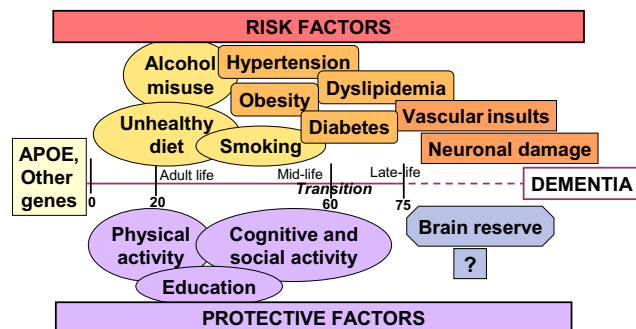 RISK FACTORS
Alcohol
misuse
Hypertension
Dyslipidemia
Obesity
Vascular insults
Unhealthy
diet
Diabetes
Smoking
Neuronal damage
APOE,
Other
genes
Adult life
Mid-life
Transition
Late-life
DEMENTIA
0
20
60
75
Physical
activity
Cognitive and
social activity
Brain reserve
?
Education
PROTECTIVE FACTORS